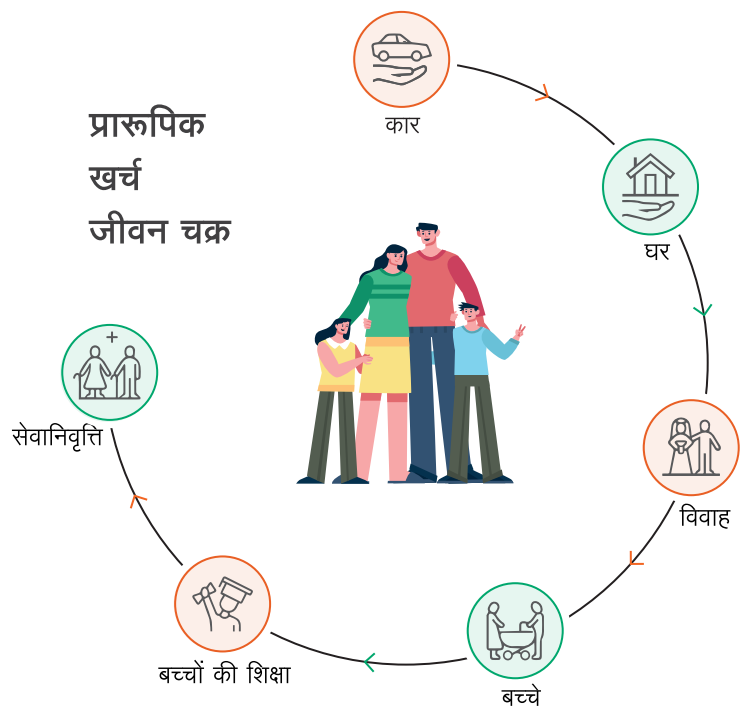 प्रारूपिक
खर्च
जीवन चक्र
कार
घर
विवाह
बच्चे
बच्चों की शिक्षा
सेवानिवृत्ति